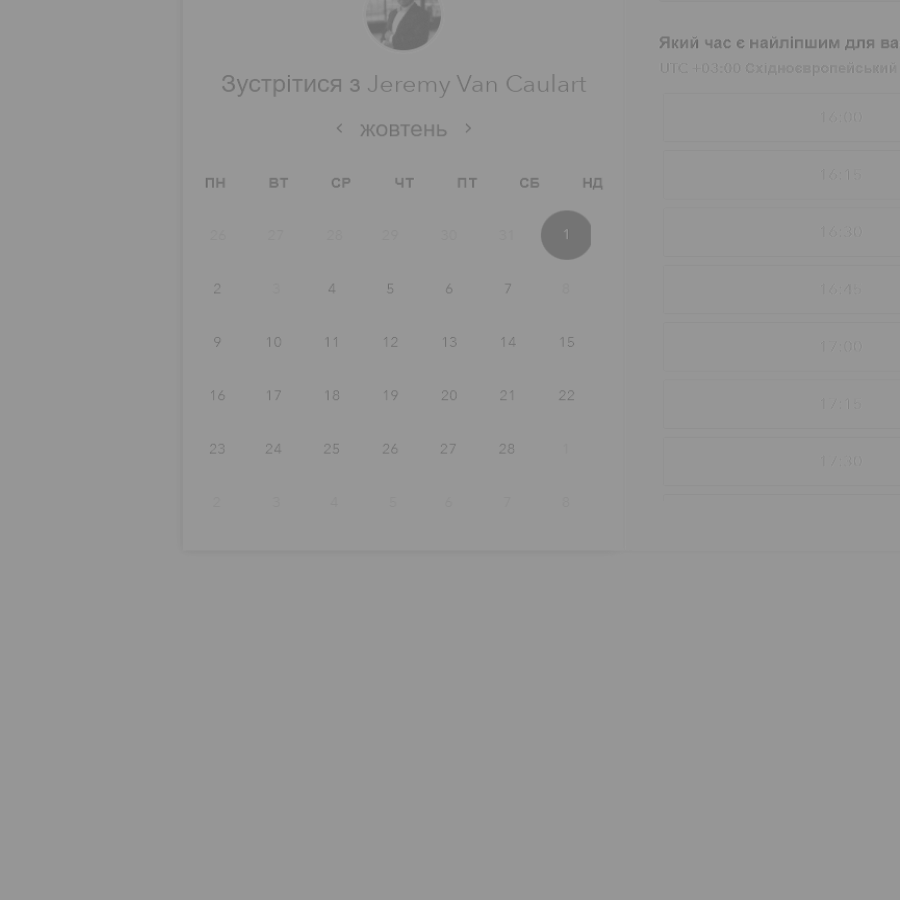 Зустрітися з Jeremy Van Caulart
‹ жовтень ›
ПН ВТ СР ЧТ ПТ СБ НД
26 27 28 29 30 31 1
2 3 4 5 6 7 8
9 10 11 12 13 14 15
16 17 18 19 20 21 22
23 24 25 26 27 28 1
2 3 4 5 6 7 8
Який час є найліпшим для ва
UTC +03:00 Східноєвропейський
16:00
16:15
16:30
16:45
17:00
17:15
17:30